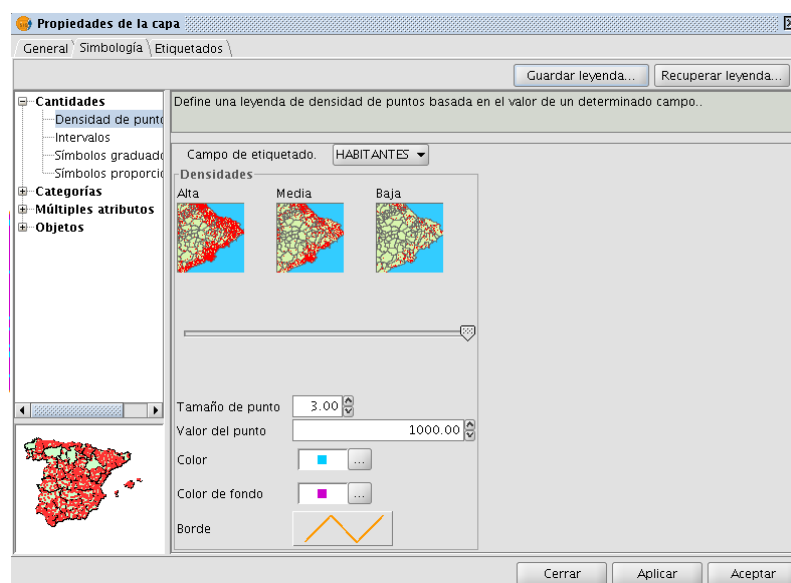 Propiedades de la capa
General Simbología Etiquetados
Guardar leyenda... Recuperar leyenda...
Cantidades
Densidad de punto
Intervalos
Símbolos graduado
Símbolos proporcio
Categorías
Múltiples atributos
Objetos
Define una leyenda de densidad de puntos basada en el valor de un determinado campo..
Campo de etiquetado. HABITANTES
Densidades
Alta Media Baja
Tamaño de punto 3.00
Valor del punto 1000.00
Color ...
Color de fondo ...
Borde
Cerrar Aplicar Aceptar